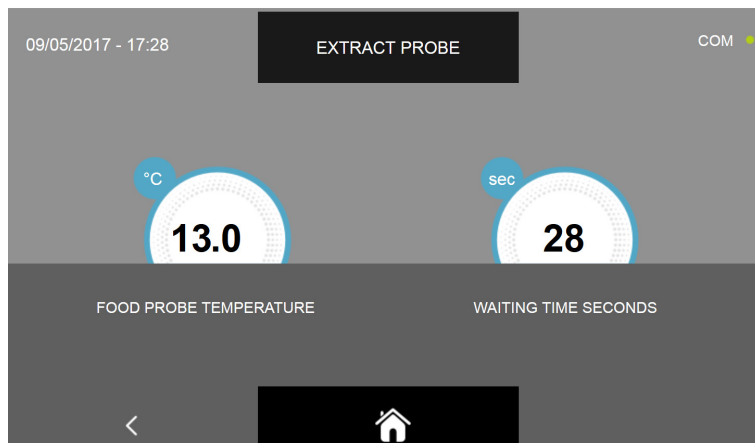 09/05/2017 - 17:28
EXTRACT PROBE
COM
°C
13.0
sec
28
FOOD PROBE TEMPERATURE
WAITING TIME SECONDS